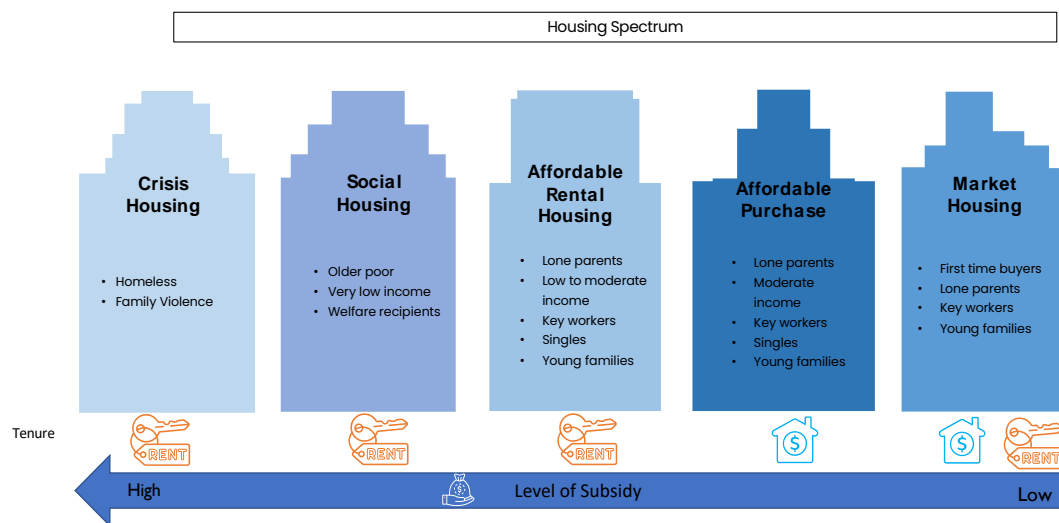 Housing Spectrum
Crisis
Housing
• Homeless
• Family Violence
Social
Housing
• Older poor
• Very low income
• Welfare recipients
Affordable
Rental
Housing
• Lone parents
• Low to moderate
income
• Key workers
• Singles
• Young families
Affordable
Purchase
• Lone parents
• Moderate
income
• Key workers
• Singles
• Young families
Market
Housing
• First time buyers
• Lone parents
• Key workers
• Young families
Tenure
RENT
RENT
RENT
$
$
RENT
High
$
Level of Subsidy
Low